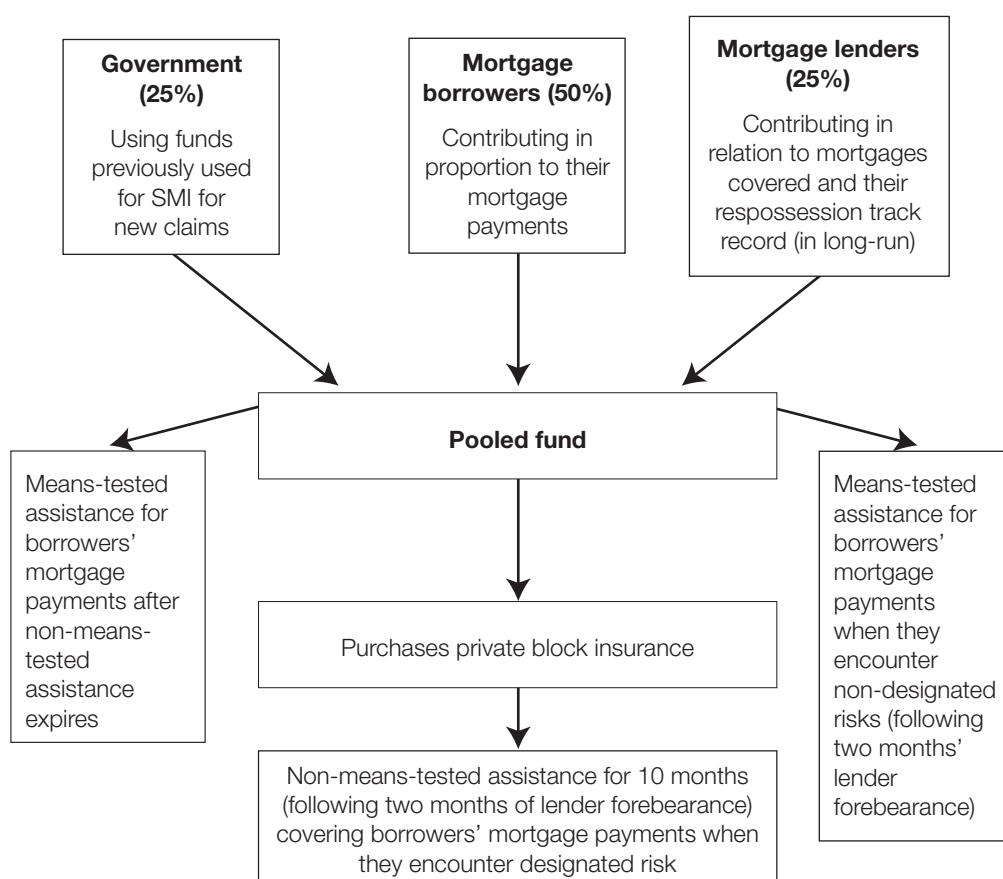 Government
(25%)
Using funds
previously used
for SMI for
new claims
Mortgage
borrowers (50%)
Contributing in
proportion to their
mortgage
payments
Mortgage lenders
(25%)
Contributing in
relation to mortgages
covered and their
respossession track
record (in long-run)
Pooled fund
Means-tested
assistance for
borrowers’
mortgage
payments after
non-means-
tested
assistance
expires
Purchases private block insurance
Non-means-tested assistance for 10 months
(following two months of lender forebearance)
covering borrowers’ mortgage payments when
they encounter designated risk
Means-tested
assistance for
borrowers’
mortgage
payments
when they
encounter
non-designated
risks (following
two months’
lender
forebearance)